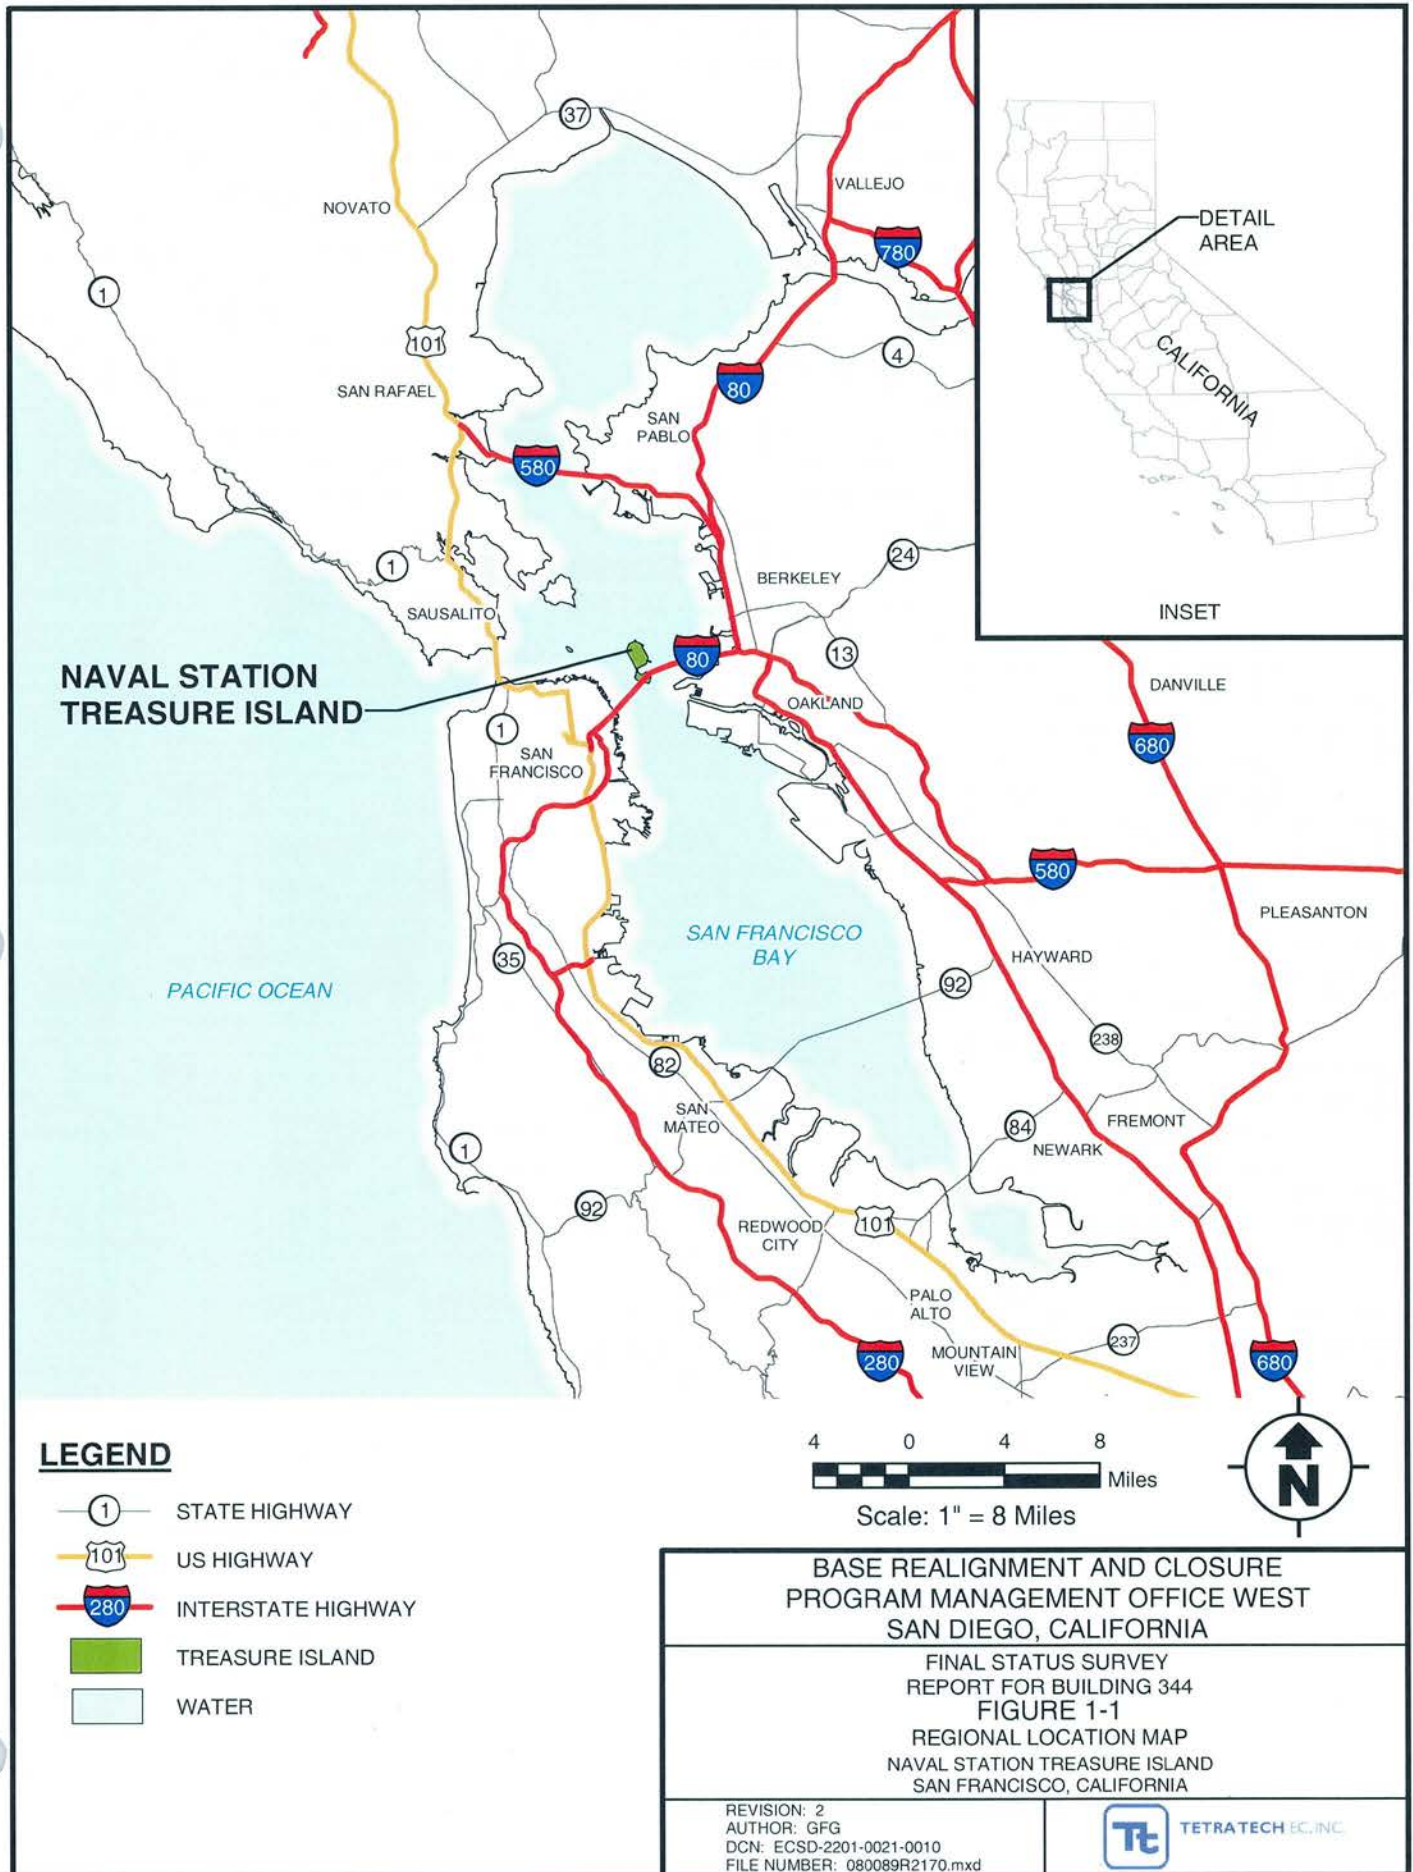 37
VALLEJO
NOVATO
780
DETAIL
AREA
1
101
4
CALIFORNIA
80
SAN RAFAEL
SAN
PABLO
580
24
1
BERKELEY
SAUSALITO
INSET
13
80
NAVAL STATION
TREASURE ISLAND
DANVILLE
OAKLAND
1
680
SAN
FRANCISCO
580
PLEASANTON
SAN FRANCISCO
BAY
35
HAYWARD
92
PACIFIC OCEAN
238
82
SAN
MATEO
FREMONT
84
NEWARK
1
92
REDWOOD
CITY
101
PALO
ALTO
237
MOUNTAIN
VIEW
280
680
LEGEND
4 0 4 8
Miles
Scale: 1" = 8 Miles
N
1 STATE HIGHWAY
101 US HIGHWAY
280 INTERSTATE HIGHWAY
TREASURE ISLAND
WATER
BASE REALIGNMENT AND CLOSURE
PROGRAM MANAGEMENT OFFICE WEST
SAN DIEGO, CALIFORNIA
FINAL STATUS SURVEY
REPORT FOR BUILDING 344
FIGURE 1-1
REGIONAL LOCATION MAP
NAVAL STATION TREASURE ISLAND
SAN FRANCISCO, CALIFORNIA
REVISION: 2
AUTHOR: GFG
DCN: ECSD-2201-0021-0010
FILE NUMBER: 080089R2170.mxd
Tt
TETRATECH EC, INC.